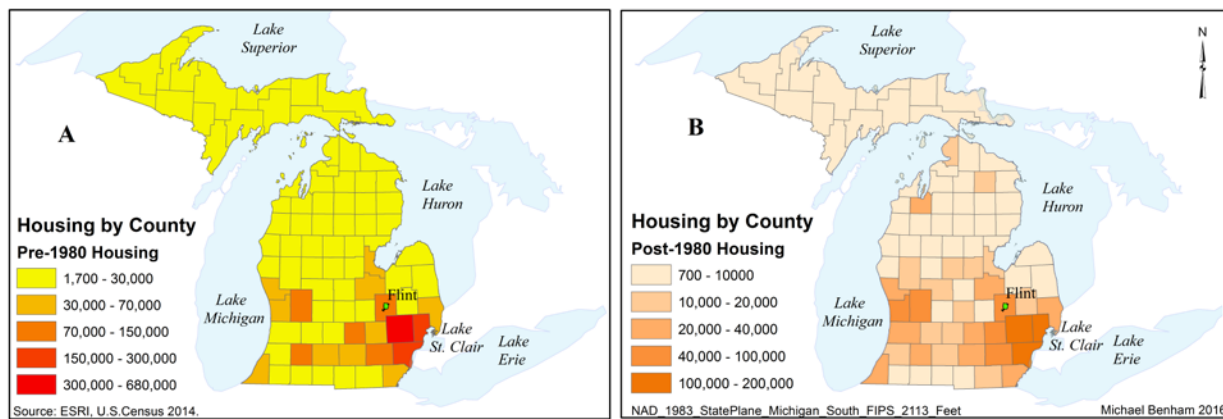 Lake
Superior
A
Lake
Huron
Housing by County
Pre-1980 Housing
1,700 - 30,000
30,000 - 70,000
70,000 - 150,000
150,000 - 300,000
300,000 - 680,000
Lake
Michigan
Flint
Lake
St. Clair
Lake
Erie
Source: ESRI, U.S.Census 2014.
Lake
Superior
N
B
Lake
Huron
Housing by County
Post-1980 Housing
700 - 10000
10,000 - 20,000
20,000 - 40,000
40,000 - 100,000
100,000 - 200,000
Lake
Michigan
Flint
Lake
St. Clair
Lake
Erie
NAD_1983_StatePlane_Michigan_South_FIPS_2113_Feet
Michael Benham 2016